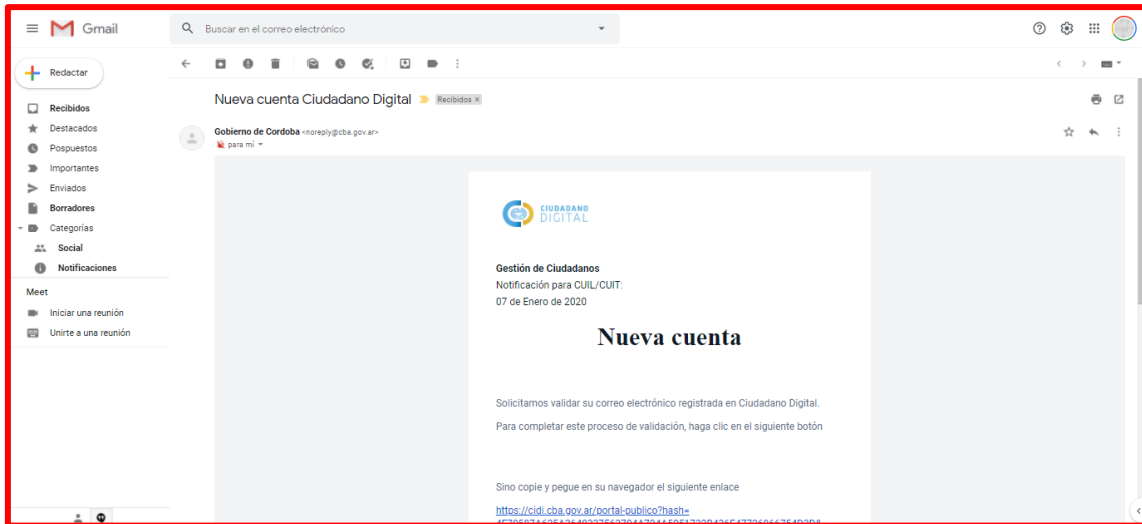 Gmail
Buscar en el correo electrónico
Redactar
Recibidos
Destacados
Pospuestos
Importantes
Enviados
Borradores
Categorías
Social
Notificaciones
Meet
Iniciar una reunión
Unirte a una reunión
Nueva cuenta Ciudadano Digital
Recibidos ×
Gobierno de Cordoba <noreply@cba.gov.ar>
para mí
CIUDADANO
DIGITAL
Gestión de Ciudadanos
Notificación para CUIL/CUIT:
07 de Enero de 2020
Nueva cuenta
Solicitamos validar su correo electrónico registrada en Ciudadano Digital.
Para completar este proceso de validación, haga clic en el siguiente botón
Sino copie y pegue en su navegador el siguiente enlace
https://cidi.cba.gov.ar/portal-publico?hash=